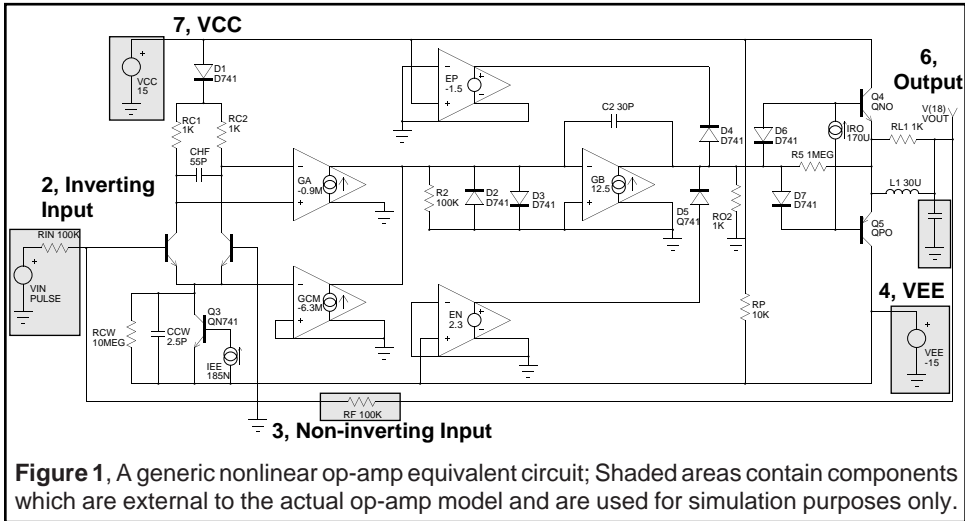 7, VCC
6,
Output
2, Inverting
Input
4, VEE
3, Non-inverting Input
+
VCC
15
D1
D741
RC1
1K
RC2
1K
CHF
55P
EP
-1.5
-
+
C2 30P
D4
D741
D6
D741
Q4
QNO
IRO
170U
V(18)
VOUT
RL1 1K
R5 1MEG
L1 30U
GA
-0.9M
-
+
R2
100K
D2
D741
D3
D741
GB
12.5
-
+
D5
Q741
RO2
1K
D7
D741
Q5
QPO
RIN 100K
+
VIN
PULSE
GCM
-6.3M
-
+
EN
2.3
-
+
RP
10K
+
VEE
-15
RCW
10MEG
CCW
2.5P
Q3
QN741
IEE
185N
RF 100K
Figure 1, A generic nonlinear op-amp equivalent circuit; Shaded areas contain components
which are external to the actual op-amp model and are used for simulation purposes only.